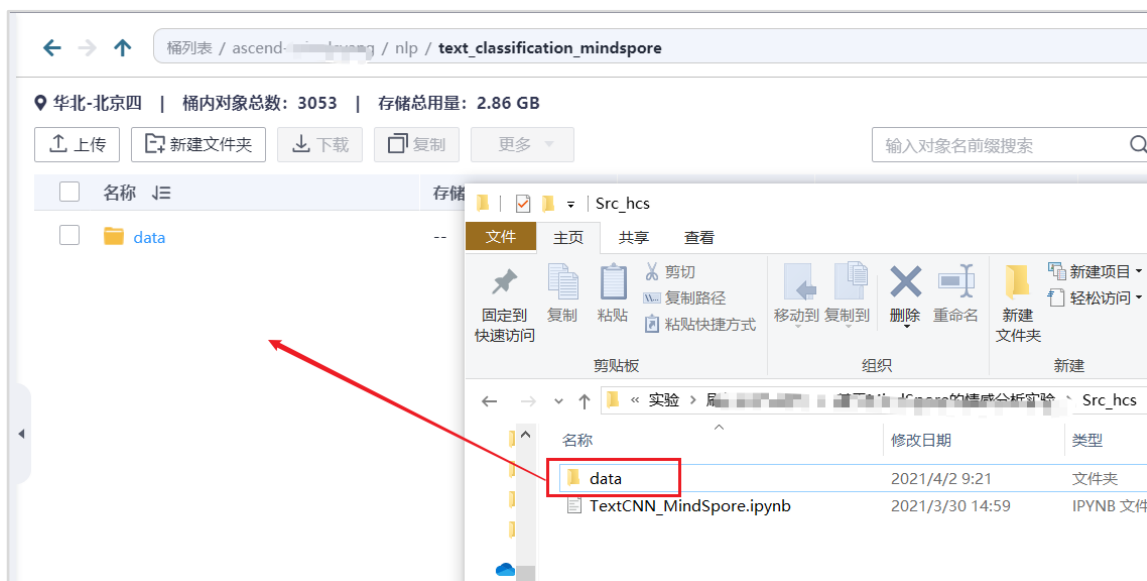 桶列表 / ascend- / nlp / text_classification_mindspore
华北-北京四 | 桶内对象总数: 3053 | 存储总用量: 2.86 GB
上传 新建文件夹 下载 复制 更多 输入对象名前缀搜索
名称 存储
data --
Src_hcs
文件 主页 共享 查看
固定到快速访问 复制 粘贴 剪切 复制路径 粘贴快捷方式 移动到 复制到 删除 重命名 新建文件夹 新建项目 轻松访问
剪贴板 组织 新建
« 实验 › 的情感分析实验 › Src_hcs
名称 修改日期 类型
data 2021/4/2 9:21 文件夹
TextCNN_MindSpore.ipynb 2021/3/30 14:59 IPYNB 文件